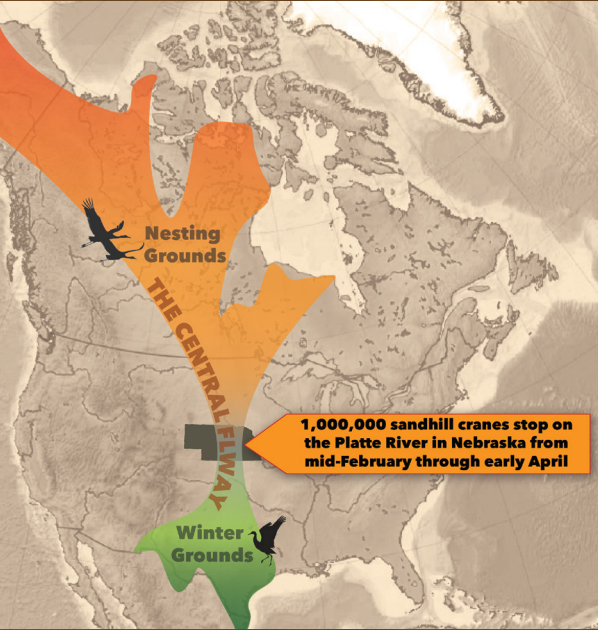 Nesting
Grounds
THE CENTRAL FLWAY
1,000,000 sandhill cranes stop on
the Platte River in Nebraska from
mid-February through early April
Winter
Grounds